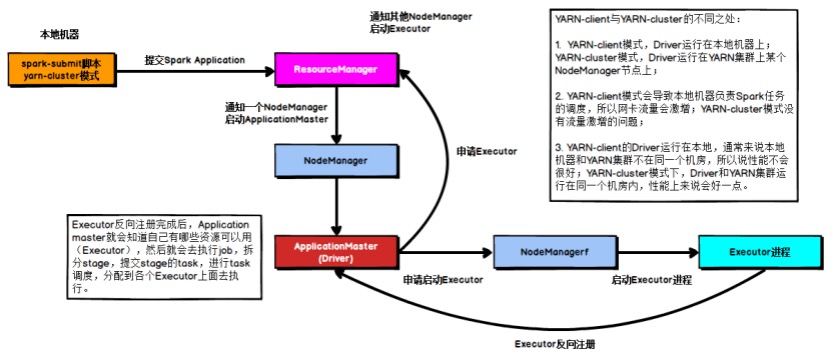 本地机器
spark-submit脚本
yarn-cluster模式
提交Spark Application
ResourceManager
通知其他NodeManager
启动Executor
通知一个NodeManager
启动ApplicationMaster
NodeManager
申请Executor
ApplicationMaster
(Driver)
申请启动Executor
NodeManagerf
启动Executor进程
Executor进程
Executor反向注册
Executor反向注册完成后，Application
master就会知道自己有哪些资源可以用
（Executor），然后就会去执行job，拆
分stage，提交stage的task，进行task
调度，分配到各个Executor上面去执
行。
YARN-client与YARN-cluster的不同之处：
1. YARN-client模式，Driver运行在本地机器上；
YARN-cluster模式，Driver运行在YARN集群上某个
NodeManager节点上；
2. YARN-client模式会导致本地机器负责Spark任务
的调度，所以网卡流量会激增；YARN-cluster模式没
有流量激增的问题；
3. YARN-client的Driver运行在本地，通常来说本地
机器和YARN集群不在同一个机房，所以说性能不会
很好；YARN-cluster模式下，Driver和YARN集群运
行在同一个机房内，性能上来说会好一点。